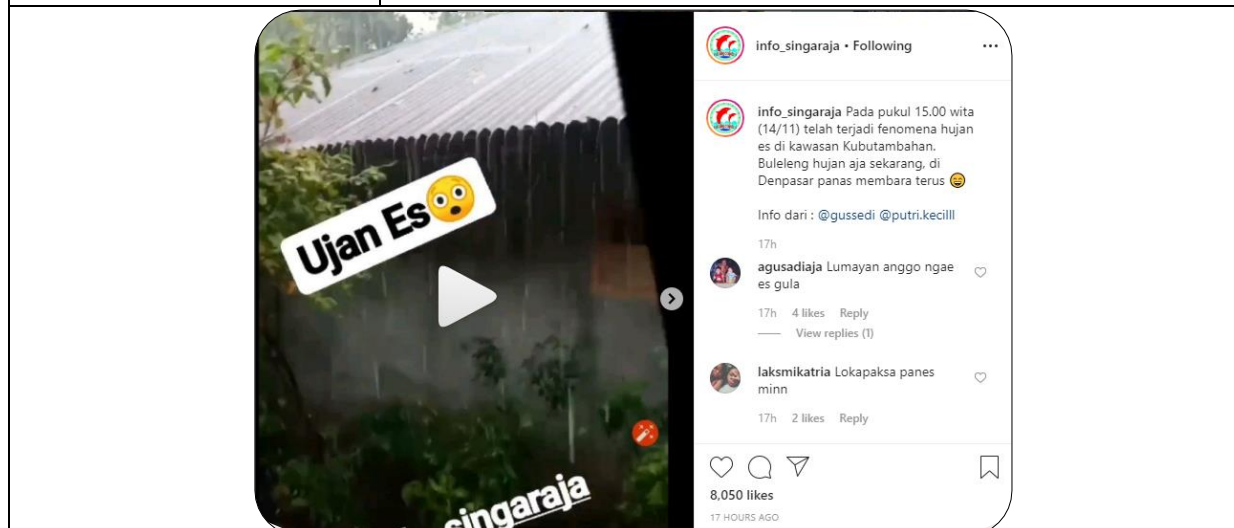 Ujan Es😳
singaraja
info_singaraja • Following
info_singaraja Pada pukul 15.00 wita
(14/11) telah terjadi fenomena hujan
es di kawasan Kubutambahan.
Buleleng hujan aja sekarang, di
Denpasar panas membara terus 😄
Info dari : @gussedi @putri.kecilll
17h
agusadiaja Lumayan anggo ngae
es gula
17h 4 likes Reply
View replies (1)
laksmikatria Lokapaksa panes
minn
17h 2 likes Reply
8,050 likes
17 HOURS AGO